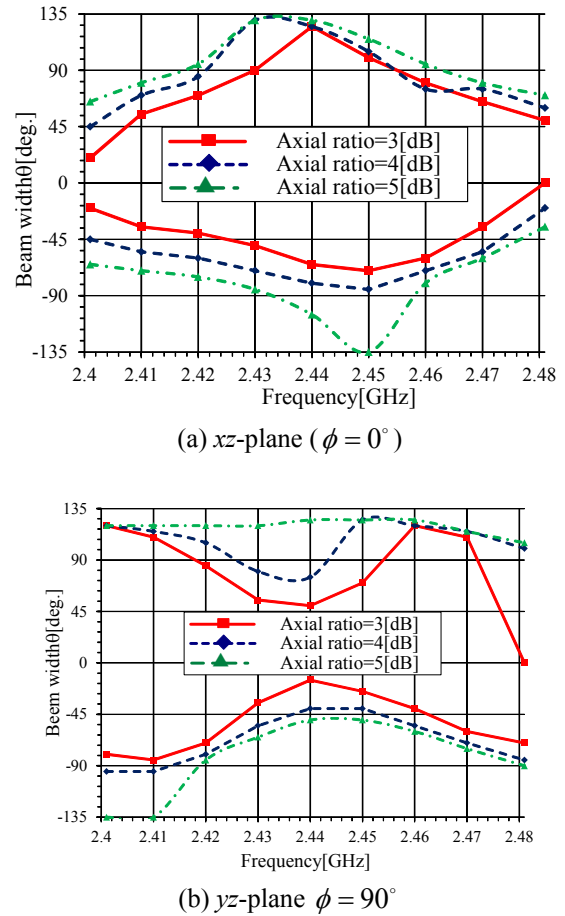 135
90
45
0
-45
-90
-135
Beam widthθ[deg.]
Axial ratio=3[dB]
Axial ratio=4[dB]
Axial ratio=5[dB]
2.4 2.41 2.42 2.43 2.44 2.45 2.46 2.47 2.48
Frequency[GHz]
(a) xz-plane ( ϕ = 0° )
135
90
45
0
-45
-90
-135
Beem widthθ[deg.]
Axial ratio=3[dB]
Axial ratio=4[dB]
Axial ratio=5[dB]
2.4 2.41 2.42 2.43 2.44 2.45 2.46 2.47 2.48
Frequency[GHz]
(b) yz-plane ϕ = 90°